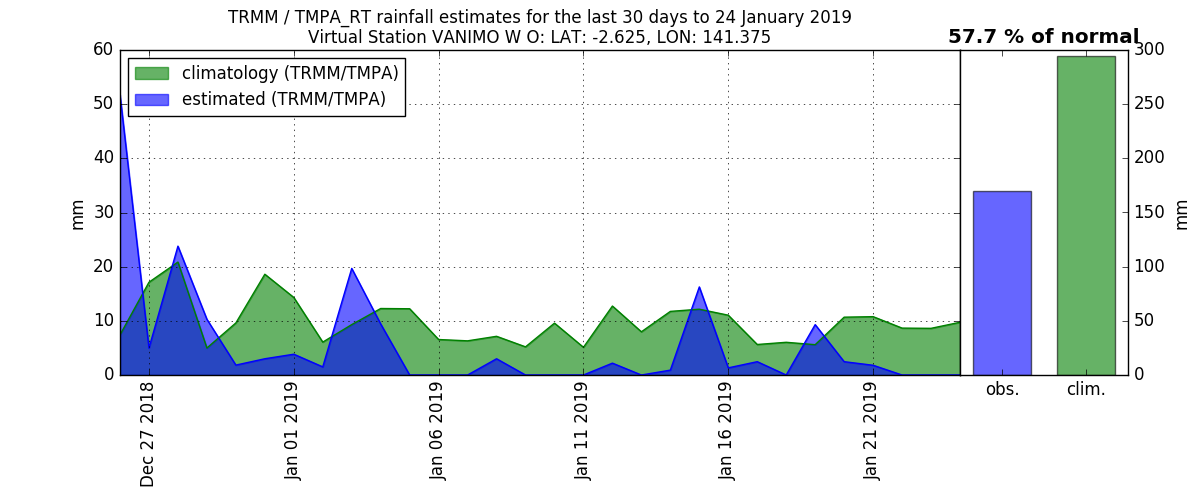 TRMM / TMPA_RT rainfall estimates for the last 30 days to 24 January 2019
Virtual Station VANIMO W O: LAT: -2.625, LON: 141.375
57.7 % of normal
climatology (TRMM/TMPA)
estimated (TRMM/TMPA)
60
50
40
30
20
10
0
mm
Dec 27 2018
Jan 01 2019
Jan 06 2019
Jan 11 2019
Jan 16 2019
Jan 21 2019
obs.
clim.
300
250
200
150
100
50
0
mm